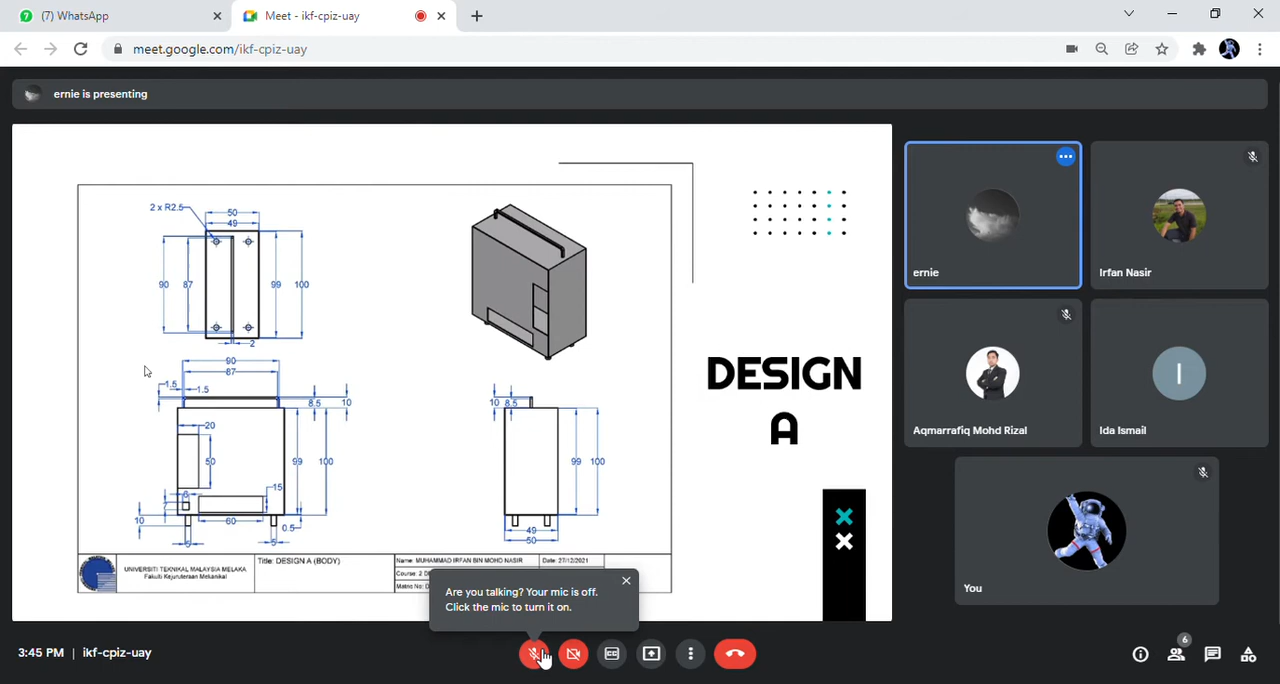 (7) WhatsApp
Meet - ikf-cpiz-uay
meet.google.com/ikf-cpiz-uay
ernie is presenting
2 x R2.5
50
49
90
87
99
100
2
90
87
1.5
1.5
8.5
10
20
50
99
100
6
7
15
10
60
0.5
5
5
10
8.5
99
100
49
50
DESIGN
A
UNIVERSITI TEKNIKAL MALAYSIA MELAKA
Fakulti Kejuruteraan Mekanikal
Title: DESIGN A (BODY)
Name: MUHAMMAD IRFAN BIN MOHD NASIR
Date: 27/12/2021
Course: 2
Matric No:
Are you talking? Your mic is off.
Click the mic to turn it on.
ernie
Irfan Nasir
Aqmarrafiq Mohd Rizal
I
Ida Ismail
You
3:45 PM | ikf-cpiz-uay
6